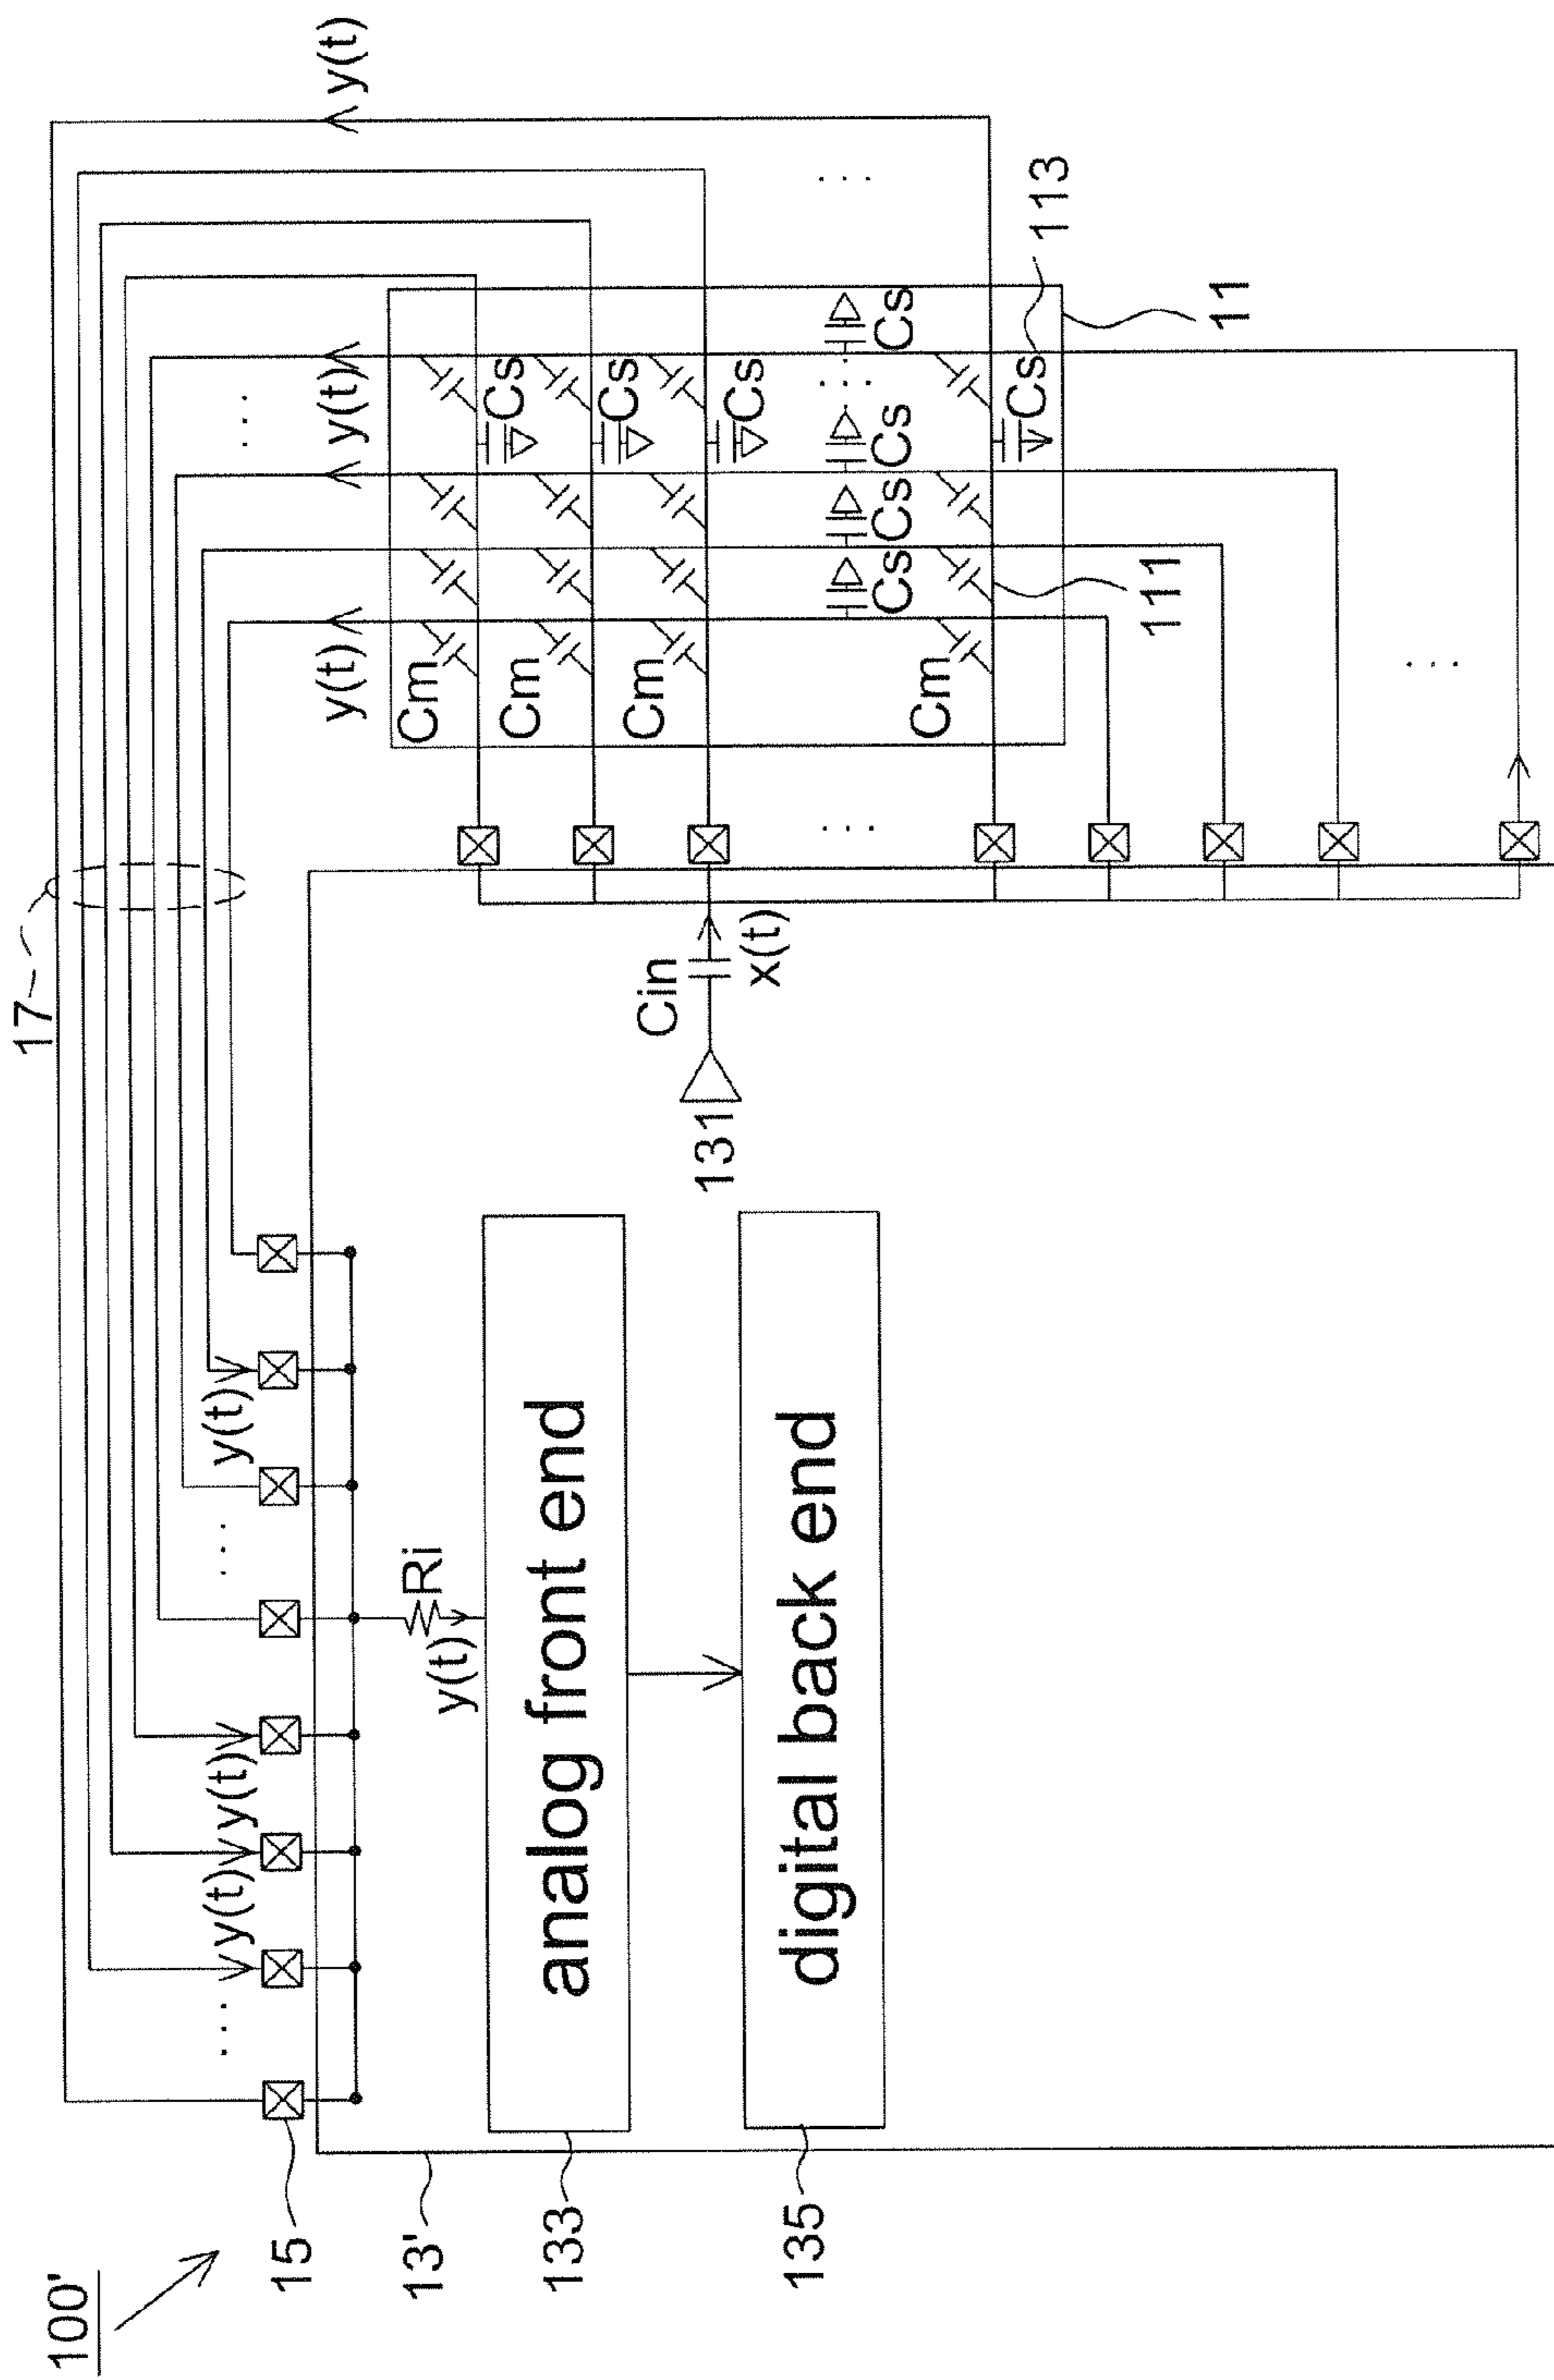 100'
17
y(t)
y(t)
y(t)
y(t)
y(t)
y(t)
y(t)
15
13'
Ri
y(t)
133
analog front end
135
digital back end
131
Cin
x(t)
Cm
Cm
Cm
Cm
Cs
Cs
Cs
Cs
Cs
Cs
Cs
Cs
111
113
11